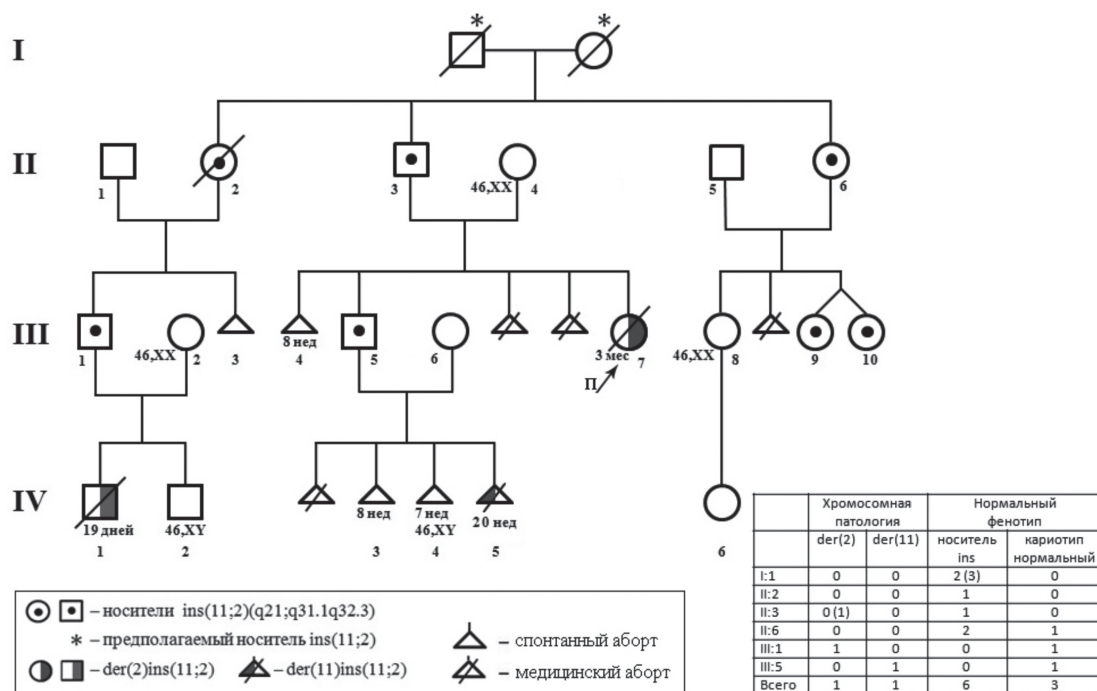 * *
I
II
1 2 3 46,XX 4 5 6
III
46,XX 8 нед 3 мес 46,XX
1 2 3 4 5 6 7 8 9 10
П
IV
19 дней 46,XY 8 нед 7 нед 46,XY 20 нед
1 2 3 4 5 6
– носители ins(11;2)(q21;q31.1q32.3)
* – предполагаемый носитель ins(11;2)
– der(2)ins(11;2) – der(11)ins(11;2)
– спонтанный аборт
– медицинский аборт
Хромосомная патология Нормальный фенотип
der(2) der(11) носитель ins кариотип нормальный
I:1 0 0 2 (3) 0
II:2 0 0 1 0
II:3 0 (1) 0 1 0
II:6 0 0 2 1
III:1 1 0 0 1
III:5 0 1 0 1
Всего 1 1 6 3